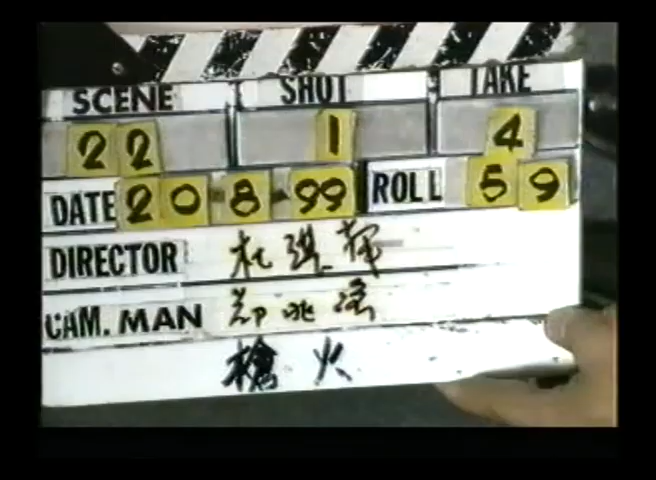 SCENE SHOT TAKE
22 1 4
DATE 20-8-99 ROLL 59
DIRECTOR 杜琪峯
CAM. MAN 郑兆强
槍火